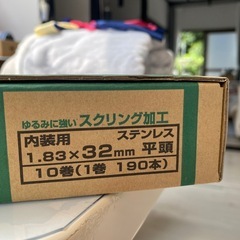 ゆるみに強い スクリング加工
内装用 ステンレス
1.83×32mm 平頭
10巻(1巻 190本)